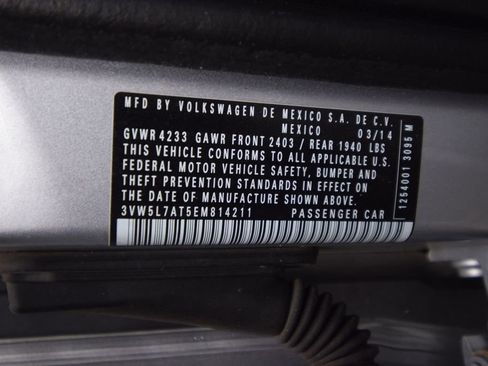 MFD BY VOLKSWAGEN DE MEXICO S.A. DE C.V.
MEXICO 03/14
GVWR 4233 GAWR FRONT 2403 / REAR 1940 LBS
THIS VEHICLE CONFORMS TO ALL APPLICABLE U.S.
FEDERAL MOTOR VEHICLE SAFETY, BUMPER AND
THEFT PREVENTION STANDARDS IN EFFECT ON
THE DATE OF MANUFACTURE SHOWN ABOVE.
3VW5L7AT5EM814211 PASSENGER CAR
1254001 3095 M